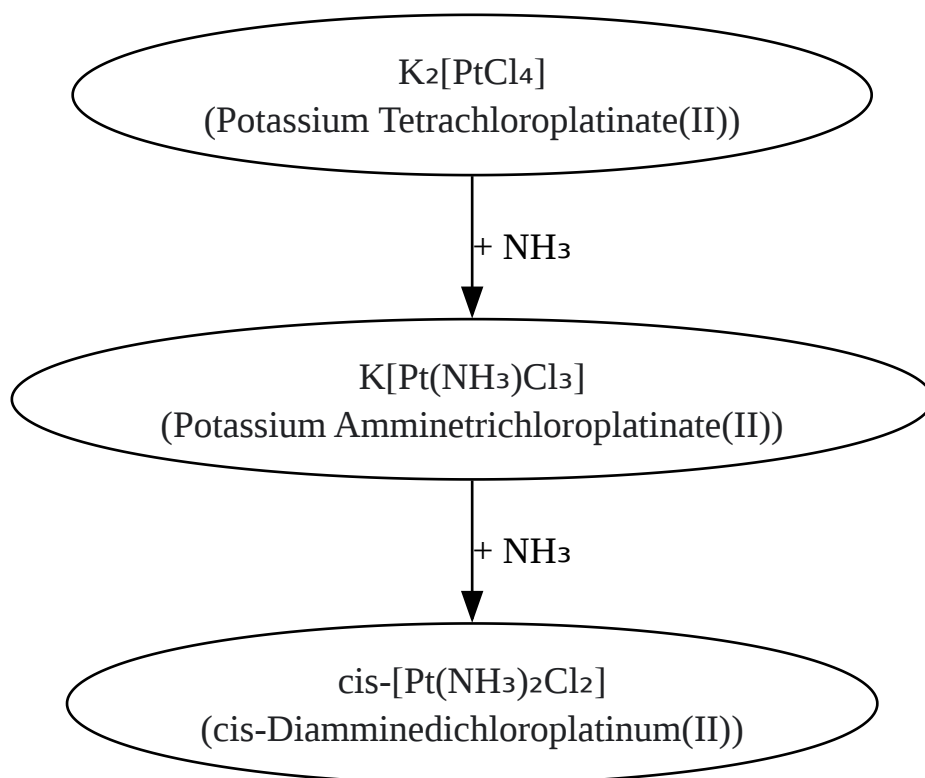 K₂[PtCl₄]
(Potassium Tetrachloroplatinate(II))
+ NH₃
K[Pt(NH₃)Cl₃]
(Potassium Amminetrichloroplatinate(II))
+ NH₃
cis-[Pt(NH₃)₂Cl₂]
(cis-Diamminedichloroplatinum(II))